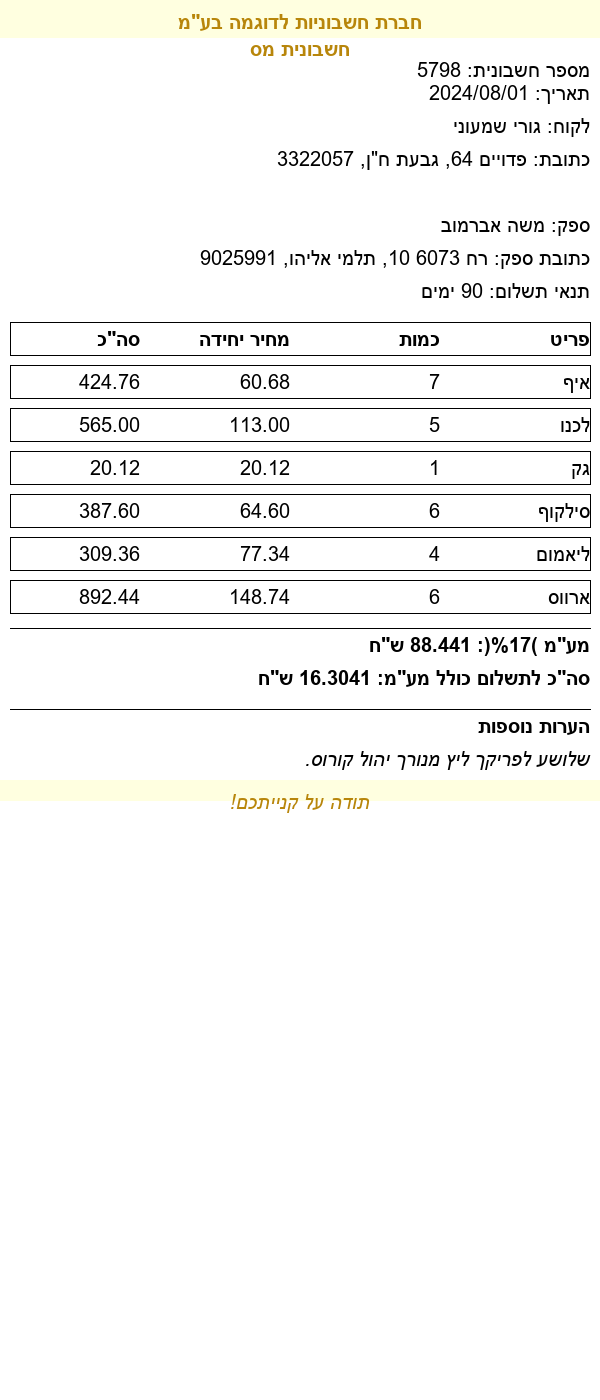 חברת חשבוניות לדוגמה בע"מ
חשבונית מס
מספר חשבונית: 5798
תאריך: 2024/08/01
לקוח: גורי שמעוני
כתובת: פדויים 64, גבעת ח"ן, 3322057
ספק: משה אברמוב
כתובת ספק: רח 6073 10, תלמי אליהו, 9025991
תנאי תשלום: 90 ימים
פריט כמות מחיר יחידה סה"כ
איף 7 60.68 424.76
לכנו 5 113.00 565.00
גק 1 20.12 20.12
סילקוף 6 64.60 387.60
ליאמום 4 77.34 309.36
ארווס 6 148.74 892.44
מע"מ )17%(: 88.441 ש"ח
סה"כ לתשלום כולל מע"מ: 16.3041 ש"ח
הערות נוספות
שלושע לפריקך ליץ מנורך יהול קורוס.
תודה על קנייתכם!